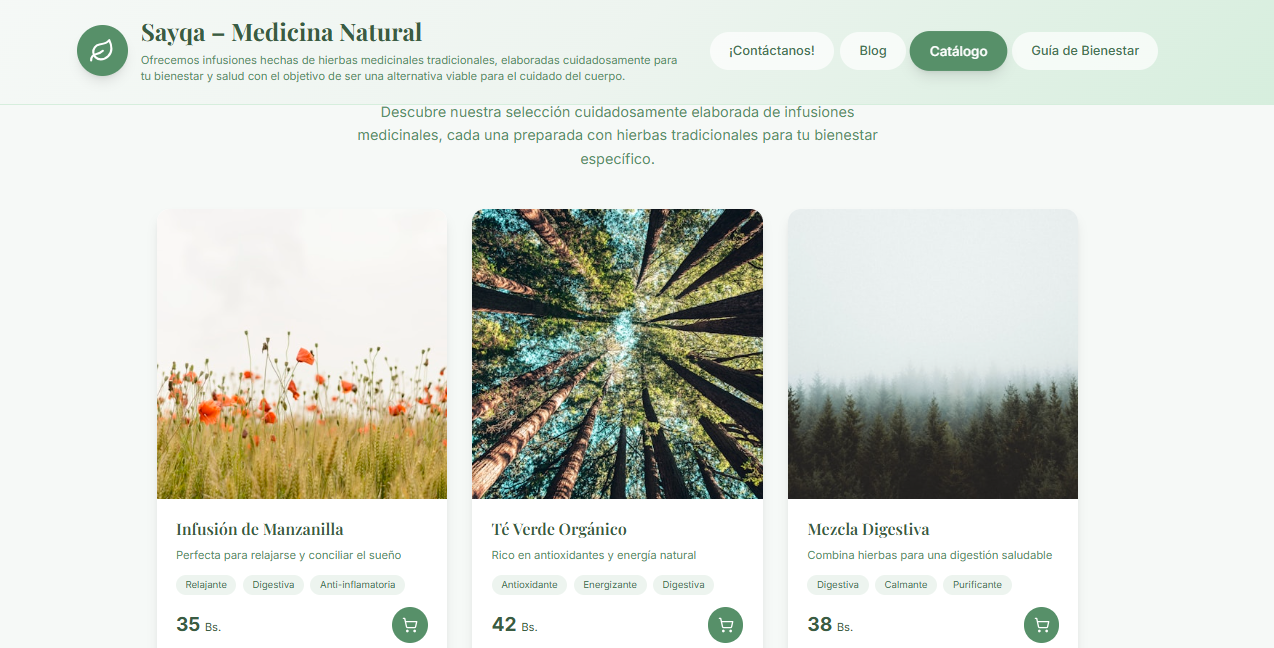 Sayqa – Medicina Natural
Ofrecemos infusiones hechas de hierbas medicinales tradicionales, elaboradas cuidadosamente para
tu bienestar y salud con el objetivo de ser una alternativa viable para el cuidado del cuerpo.
¡Contáctanos!
Blog
Catálogo
Guía de Bienestar
Descubre nuestra selección cuidadosamente elaborada de infusiones
medicinales, cada una preparada con hierbas tradicionales para tu bienestar
específico.
Infusión de Manzanilla
Perfecta para relajarse y conciliar el sueño
Relajante
Digestiva
Anti-inflamatoria
35 Bs.
Té Verde Orgánico
Rico en antioxidantes y energía natural
Antioxidante
Energizante
Digestiva
42 Bs.
Mezcla Digestiva
Combina hierbas para una digestión saludable
Digestiva
Calmante
Purificante
38 Bs.